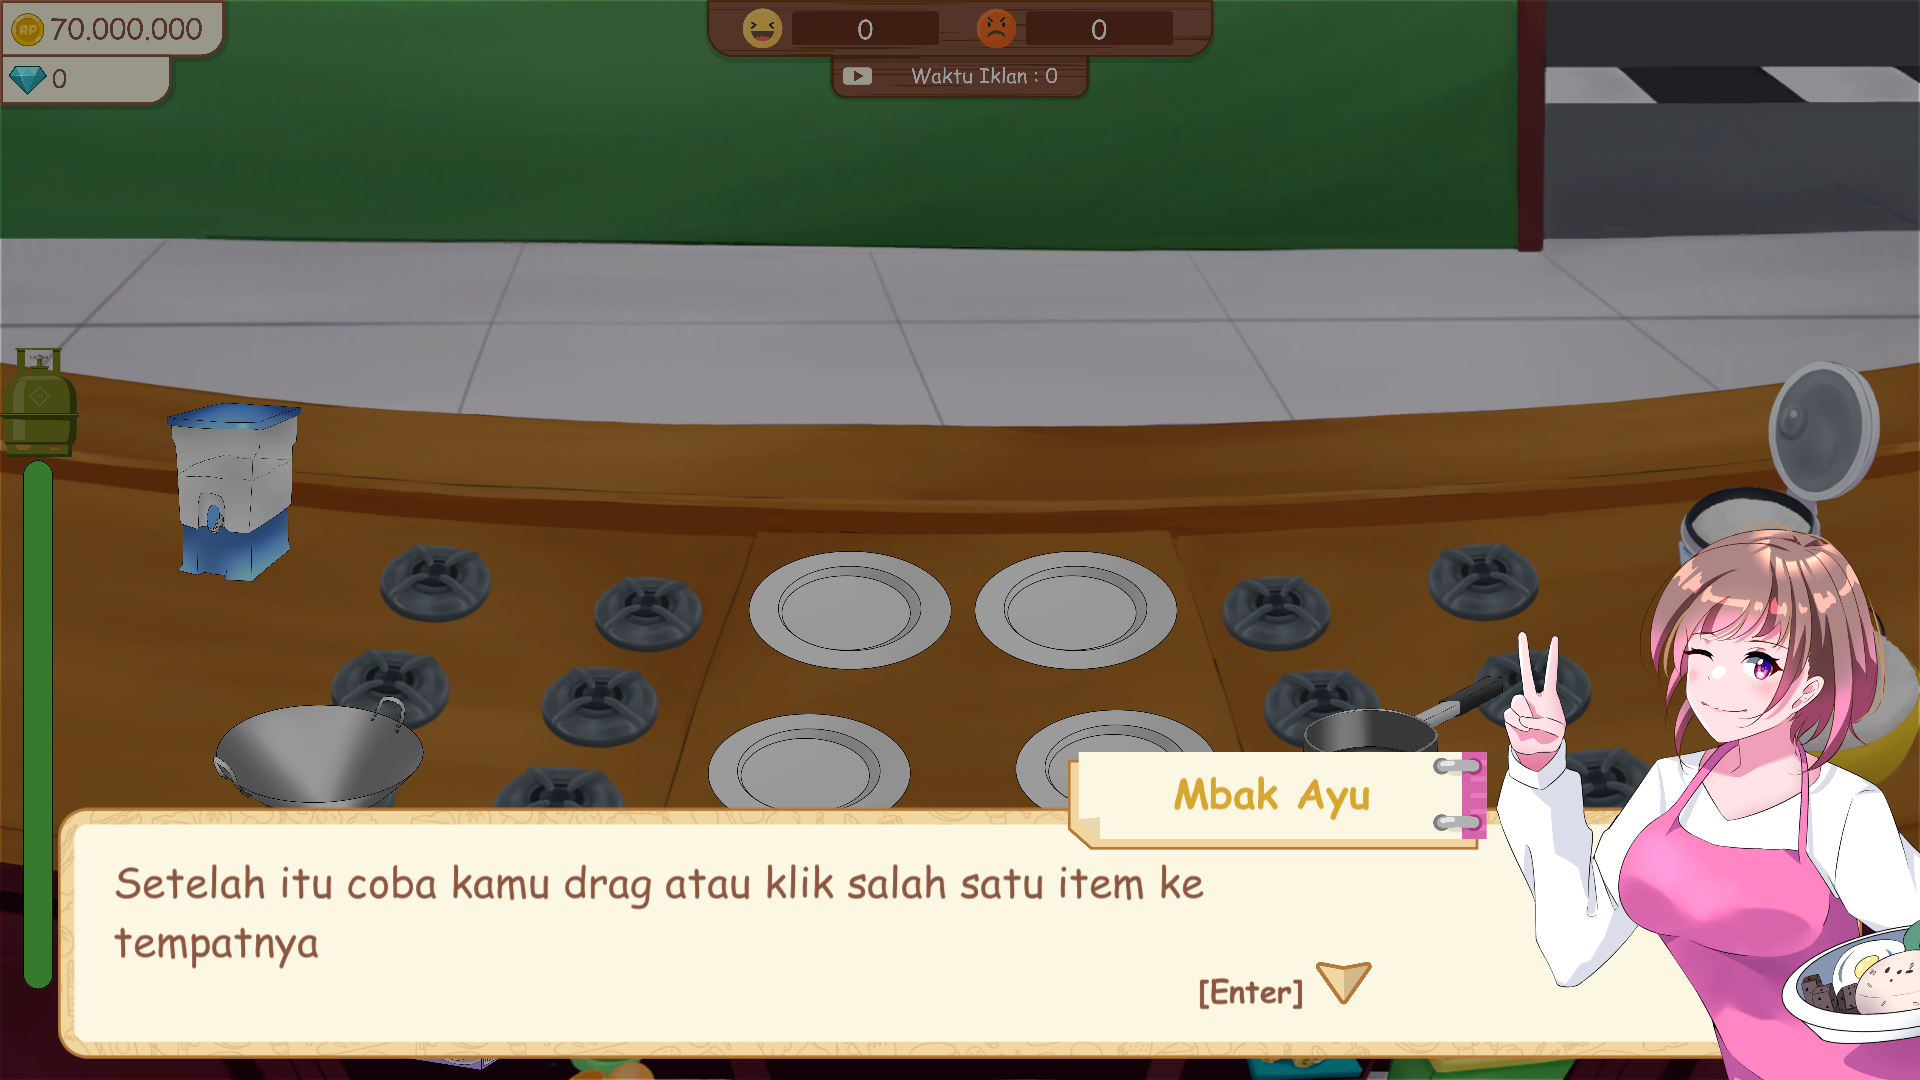 RP 70.000.000
0
0
0
Waktu Iklan : 0
Mbak Ayu
Setelah itu coba kamu drag atau klik salah satu item ke
tempatnya
[Enter]